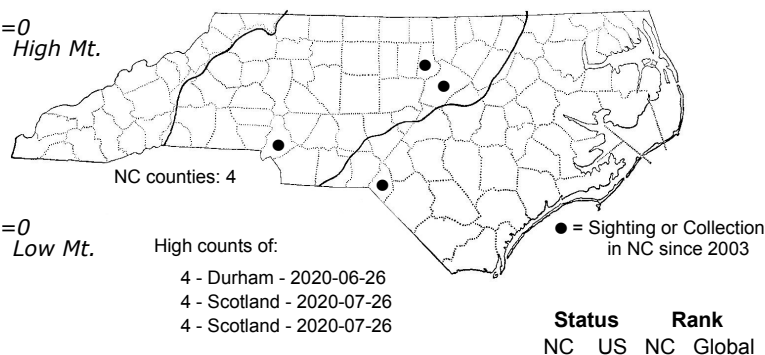 =0
High Mt.
NC counties: 4
=0
Low Mt.
High counts of:
4 - Durham - 2020-06-26
4 - Scotland - 2020-07-26
4 - Scotland - 2020-07-26
● = Sighting or Collection
in NC since 2003
Status Rank
NC US NC Global